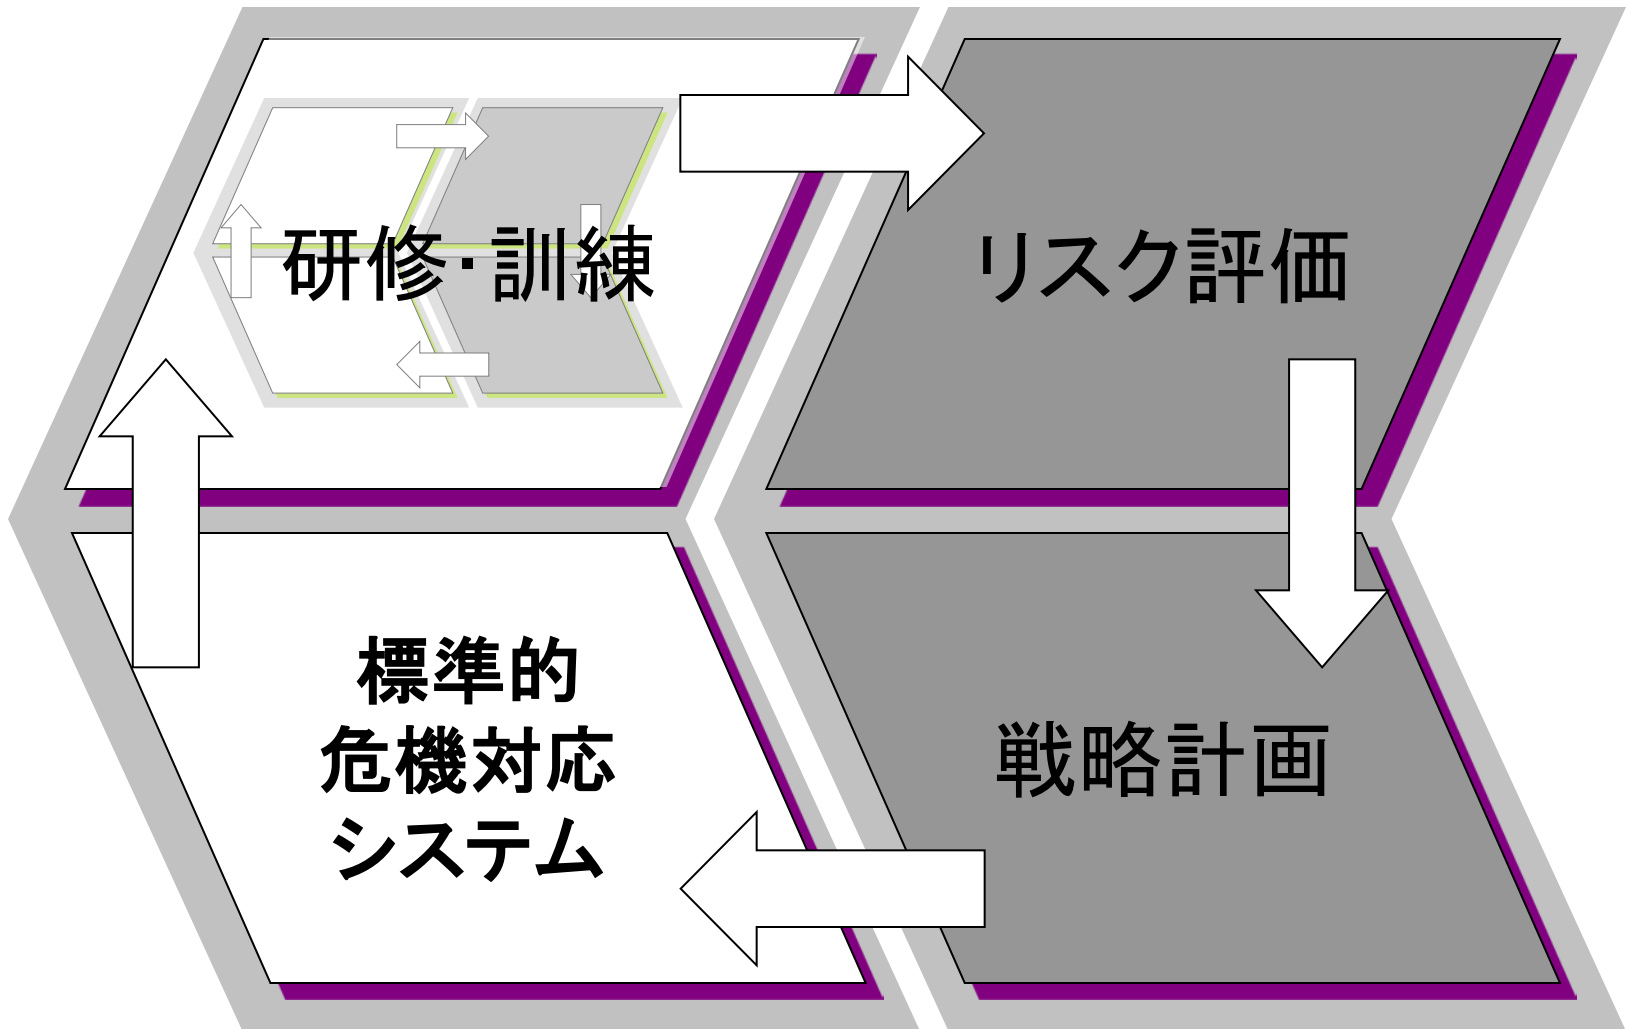 研修・訓練
リスク評価
標準的
危機対応
システム
戦略計画